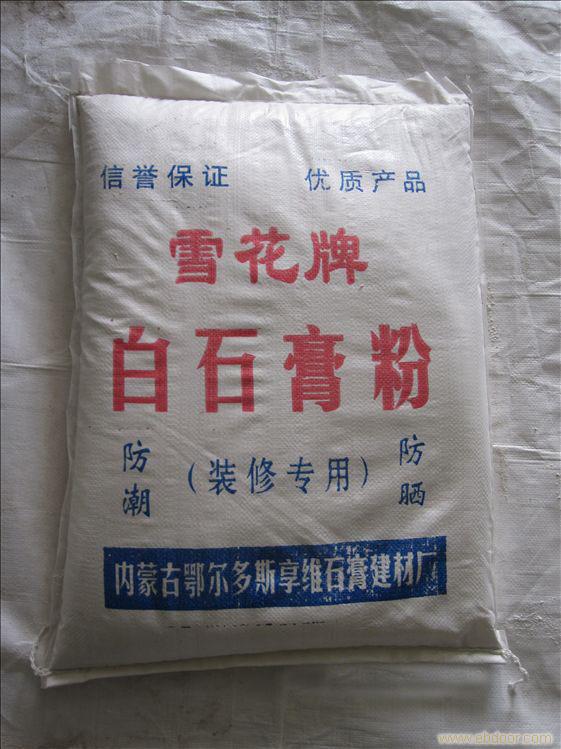 信誉保证 优质产品
雪花牌
白石膏粉
防潮 (装修专用) 防晒
内蒙古鄂尔多斯享维石膏建材厂
www.ebdoor.com